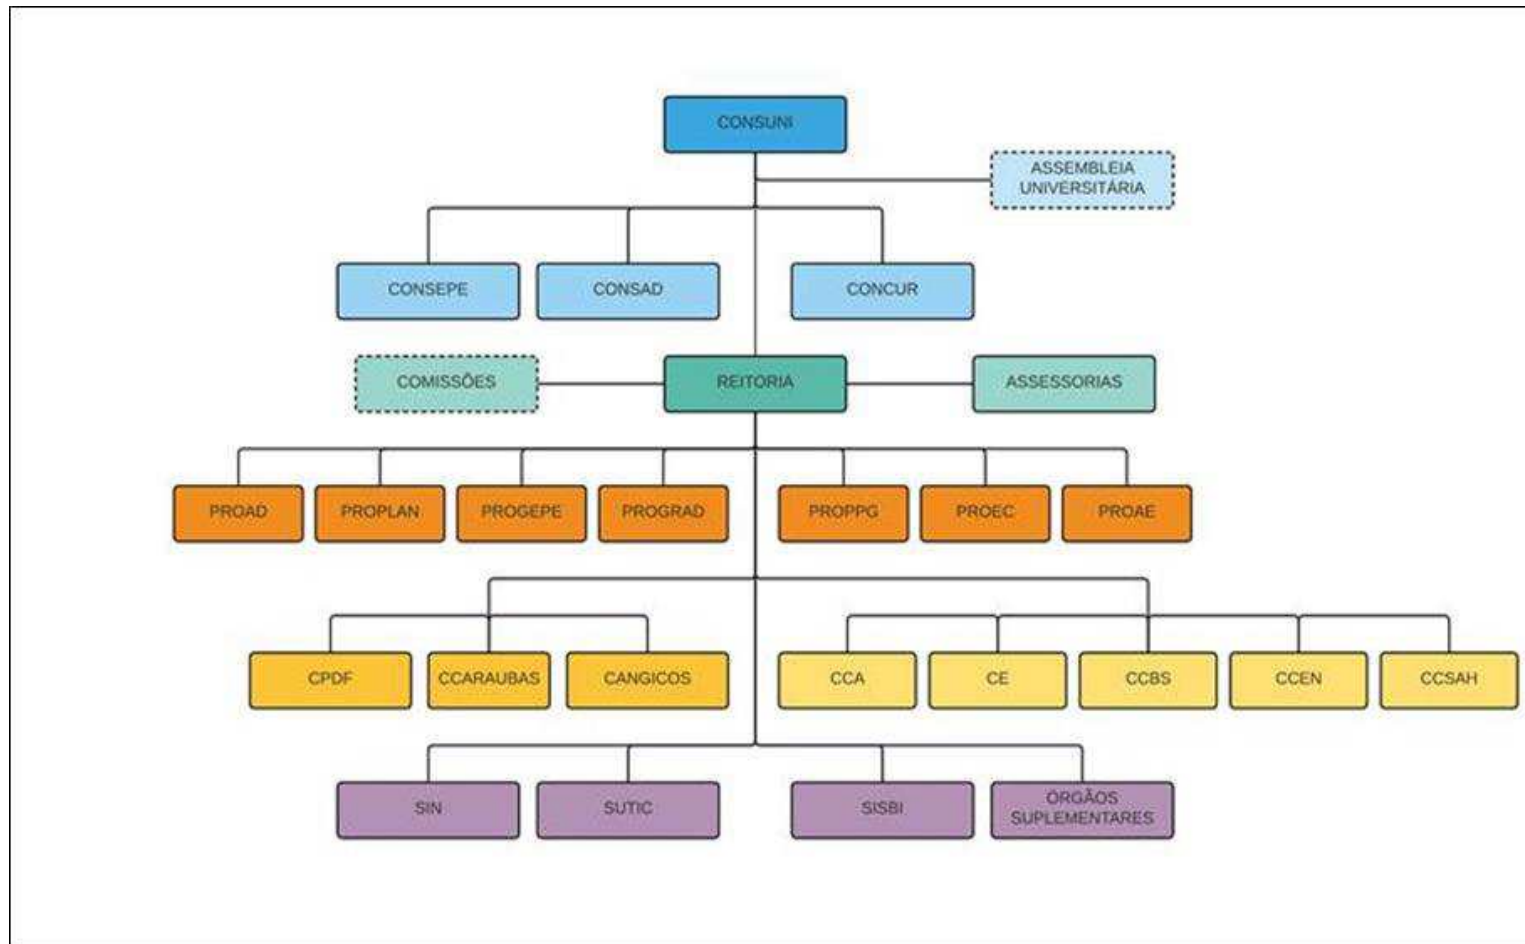 CONSUNI
ASSEMBLEIA
UNIVERSITÁRIA
CONSEPE
CONSAD
CONCUR
COMISSÕES
REITORIA
ASSESSORIAS
PROAD
PROPLAN
PROGEPE
PROGRAD
PROPPG
PROEC
PROAE
CPDF
CCARAUBAS
CANGICOS
CCA
CE
CCBS
CCEN
CCSAH
SIN
SUTIC
SISBI
ÓRGÃOS
SUPLEMENTARES